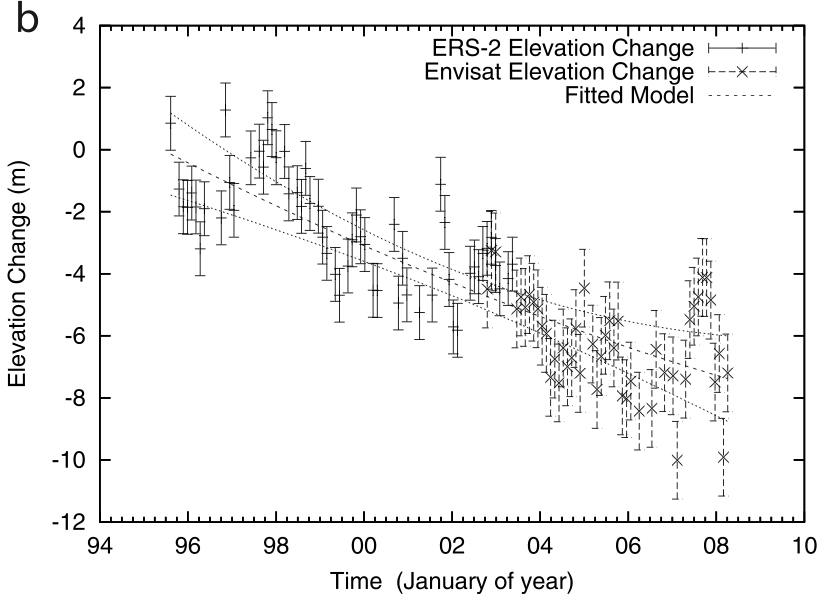 b
ERS-2 Elevation Change
Envisat Elevation Change
Fitted Model
Elevation Change (m)
4
2
0
-2
-4
-6
-8
-10
-12
94 96 98 00 02 04 06 08 10
Time (January of year)